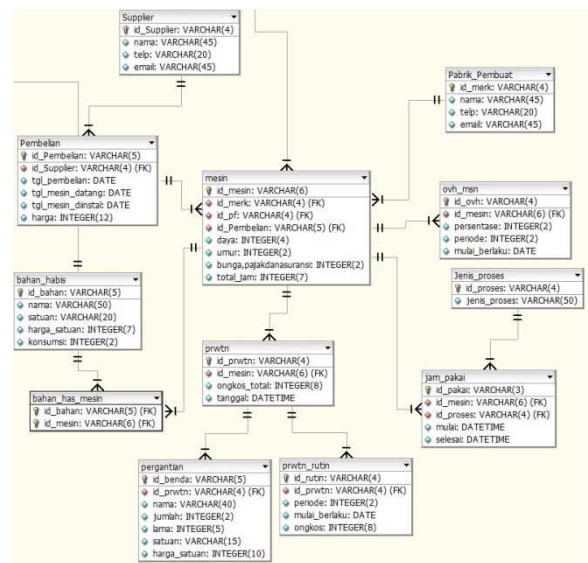 Supplier
id_Supplier: VARCHAR(4)
nama: VARCHAR(45)
telp: VARCHAR(20)
email: VARCHAR(45)
Pabrik_Pembuat
id_merk: VARCHAR(4)
nama: VARCHAR(45)
telp: VARCHAR(20)
email: VARCHAR(45)
Pembelian
id_Pembelian: VARCHAR(5)
id_Supplier: VARCHAR(4) (FK)
tgl_pembelian: DATE
tgl_mesin_datang: DATE
tgl_mesin_dinstal: DATE
harga: INTEGER(12)
mesin
id_mesin: VARCHAR(6)
id_merk: VARCHAR(4) (FK)
id_pf: VARCHAR(4) (FK)
id_Pembelian: VARCHAR(5) (FK)
daya: INTEGER(4)
umur: INTEGER(2)
bunga,pajakdanasuransi: INTEGER(2)
total_jam: INTEGER(7)
ovh_msn
id_ovh: VARCHAR(4)
id_mesin: VARCHAR(6) (FK)
persentase: INTEGER(2)
periode: INTEGER(2)
mulai_berlaku: DATE
bahan_habis
id_bahan: VARCHAR(5)
nama: VARCHAR(50)
satuan: VARCHAR(20)
harga_satuan: INTEGER(7)
konsumsi: INTEGER(2)
Jenis_proses
id_proses: VARCHAR(4)
jenis_proses: VARCHAR(50)
prwtn
id_prwtn: VARCHAR(4)
id_mesin: VARCHAR(6) (FK)
ongkos_total: INTEGER(8)
tanggal: DATETIME
jam_pakai
id_pakai: VARCHAR(3)
id_mesin: VARCHAR(6) (FK)
id_proses: VARCHAR(4) (FK)
mulai: DATETIME
selesai: DATETIME
bahan_has_mesin
id_bahan: VARCHAR(5) (FK)
id_mesin: VARCHAR(6) (FK)
pergantian
id_benda: VARCHAR(5)
id_prwtn: VARCHAR(4) (FK)
nama: VARCHAR(40)
jumlah: INTEGER(2)
lama: INTEGER(5)
satuan: VARCHAR(15)
harga_satuan: INTEGER(10)
prwtn_rutin
id_rutin: VARCHAR(4)
id_prwtn: VARCHAR(4) (FK)
periode: INTEGER(2)
mulai_berlaku: DATE
ongkos: INTEGER(8)